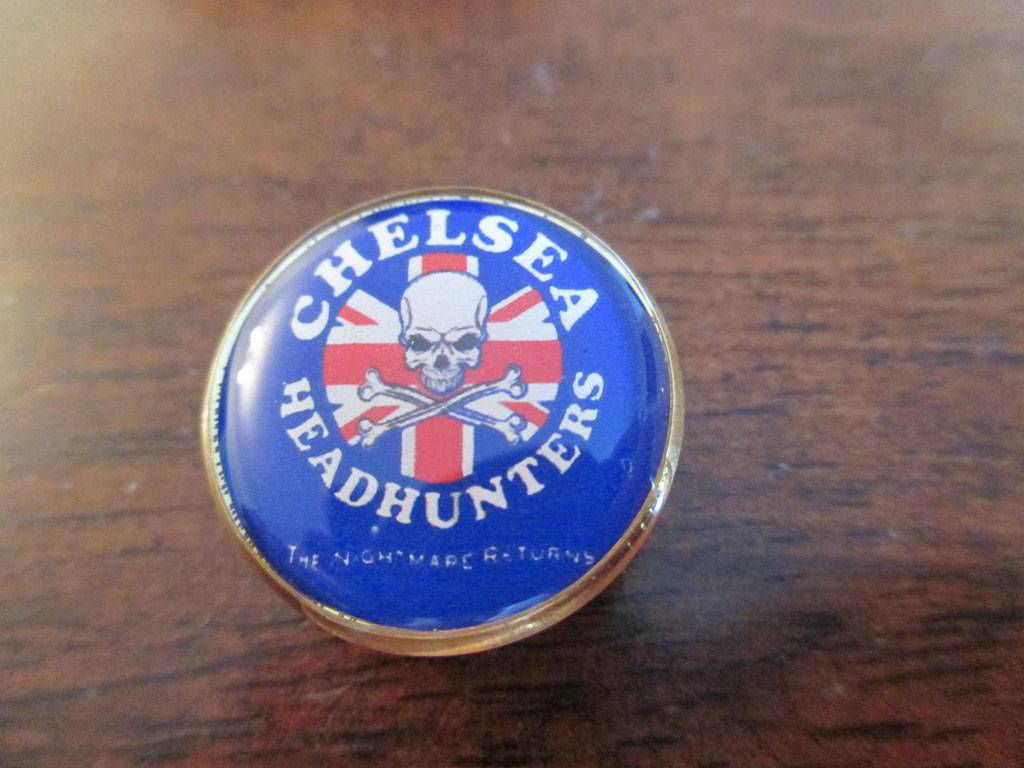 CHELSEA
HEADHUNTERS
THE NIGHTMARE RETURNS